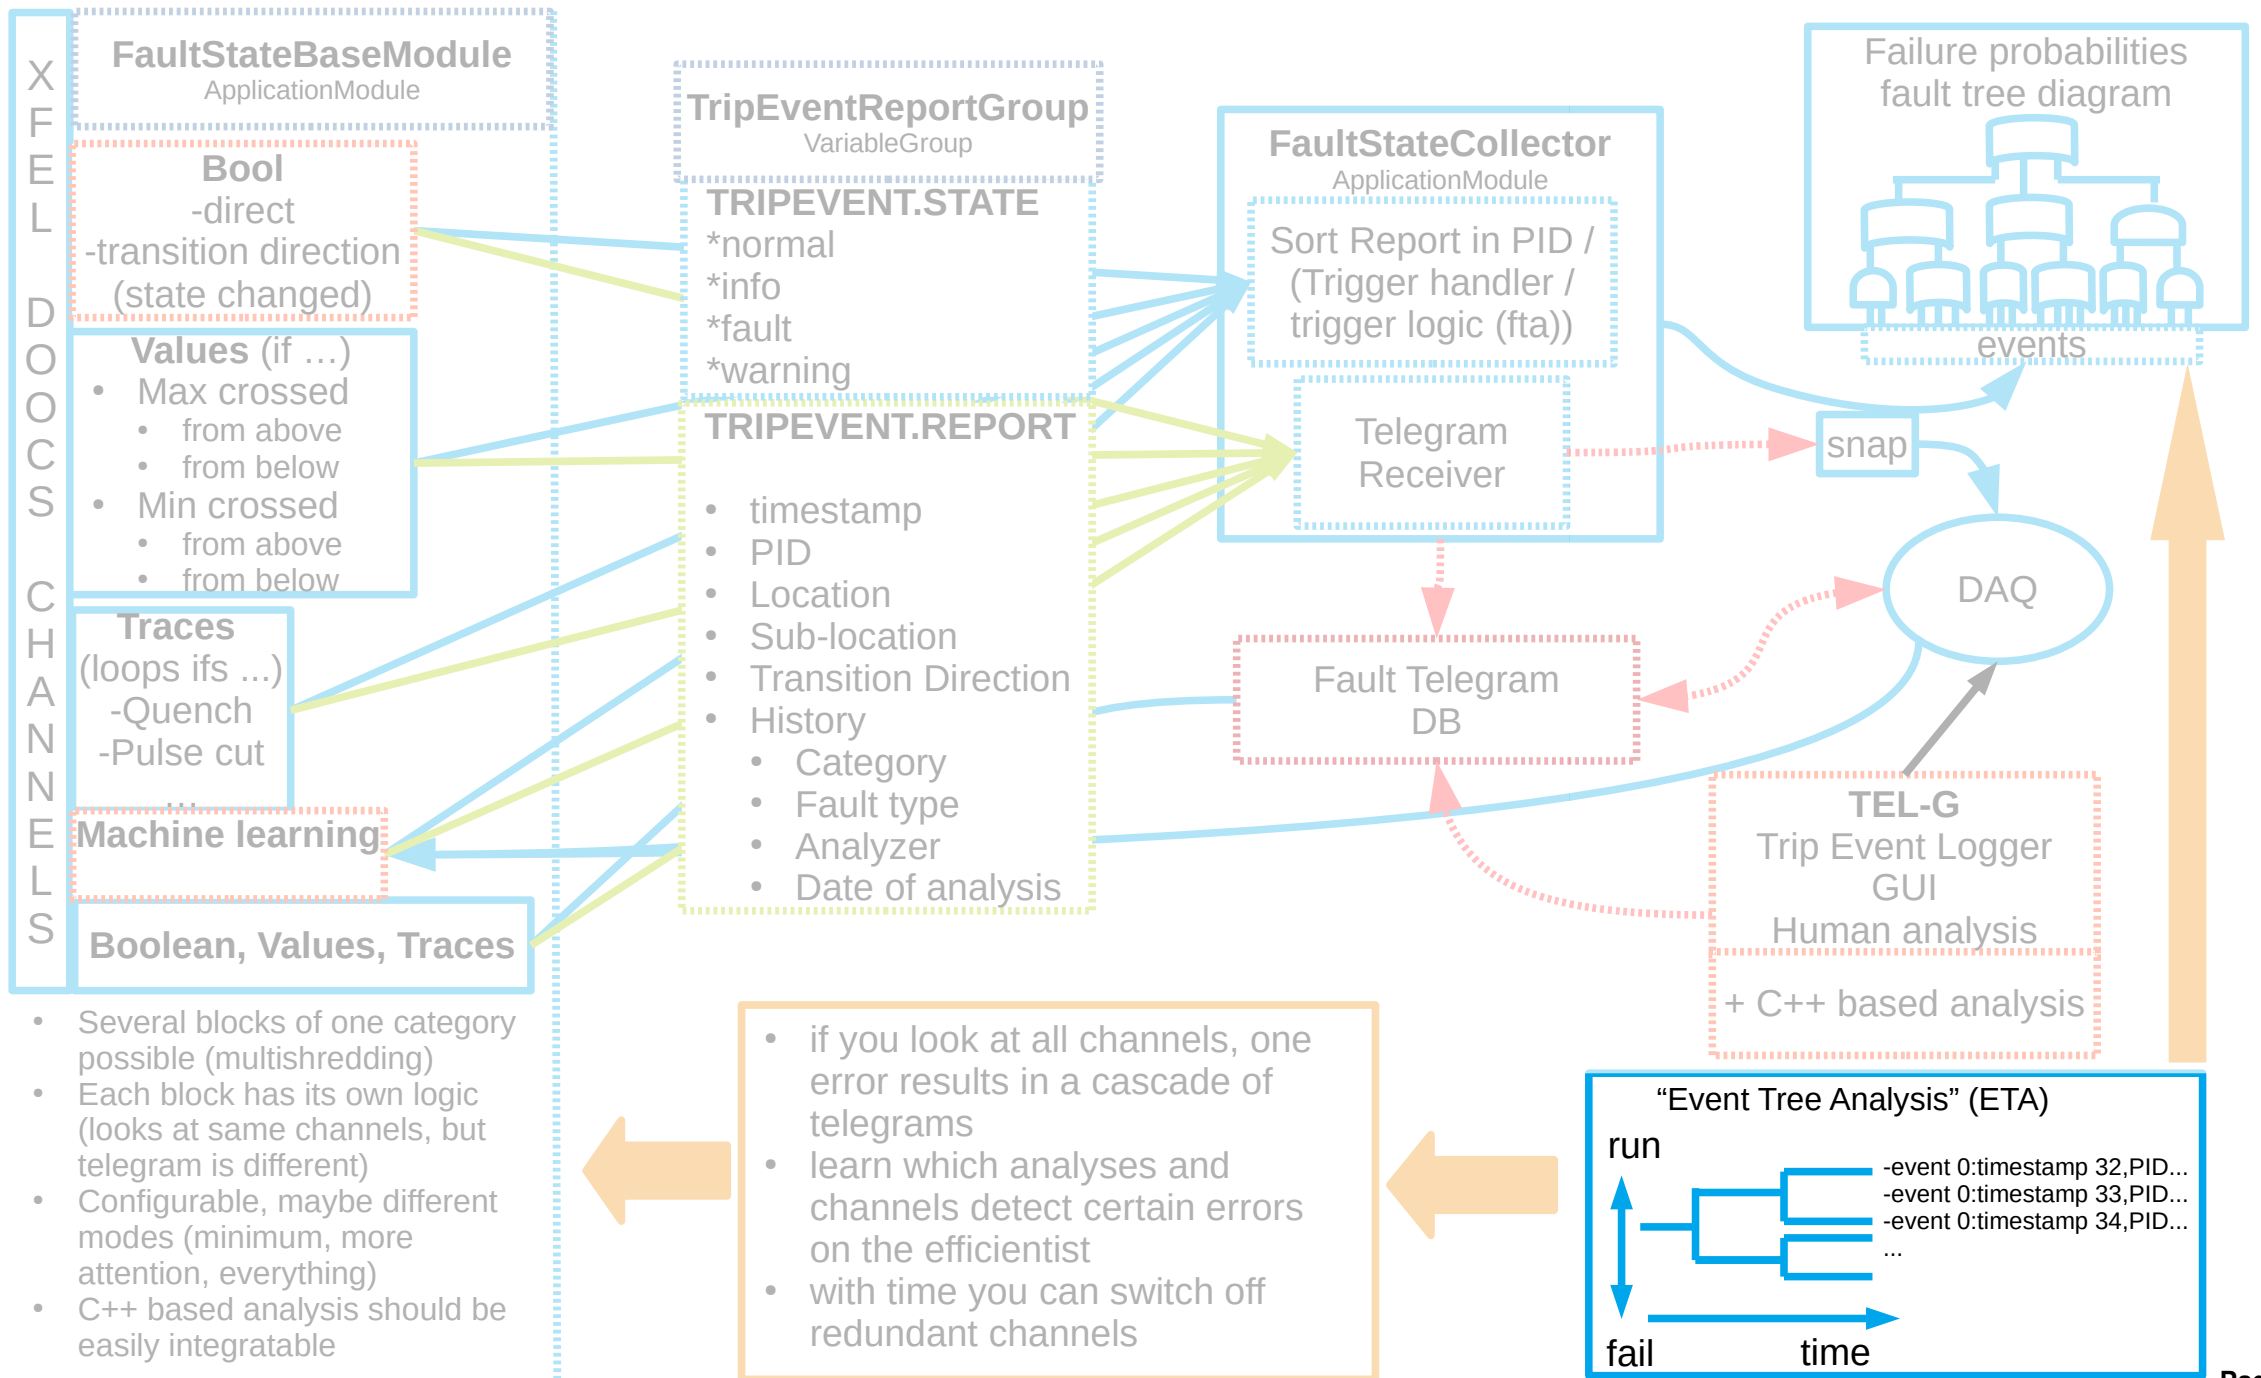 XFEL DOOCS CHANNELS
FaultStateBaseModule
ApplicationModule
Bool
-direct
-transition direction
(state changed)
Values (if …)
• Max crossed
• from above
• from below
• Min crossed
• from above
• from below
Traces
(loops ifs ...)
-Quench
-Pulse cut
...
Machine learning
Boolean, Values, Traces
• Several blocks of one category
possible (multishredding)
• Each block has its own logic
(looks at same channels, but
telegram is different)
• Configurable, maybe different
modes (minimum, more
attention, everything)
• C++ based analysis should be
easily integratable
TripEventReportGroup
VariableGroup
TRIPEVENT.STATE
*normal
*info
*fault
*warning
TRIPEVENT.REPORT
• timestamp
• PID
• Location
• Sub-location
• Transition Direction
• History
• Category
• Fault type
• Analyzer
• Date of analysis
FaultStateCollector
ApplicationModule
Sort Report in PID /
(Trigger handler /
trigger logic (fta))
Telegram
Receiver
Fault Telegram
DB
Failure probabilities
fault tree diagram
events
snap
DAQ
TEL-G
Trip Event Logger
GUI
Human analysis
+ C++ based analysis
• if you look at all channels, one
error results in a cascade of
telegrams
• learn which analyses and
channels detect certain errors
on the efficientist
• with time you can switch off
redundant channels
“Event Tree Analysis” (ETA)
run
-event 0:timestamp 32,PID...
-event 0:timestamp 33,PID...
-event 0:timestamp 34,PID...
...
fail
time